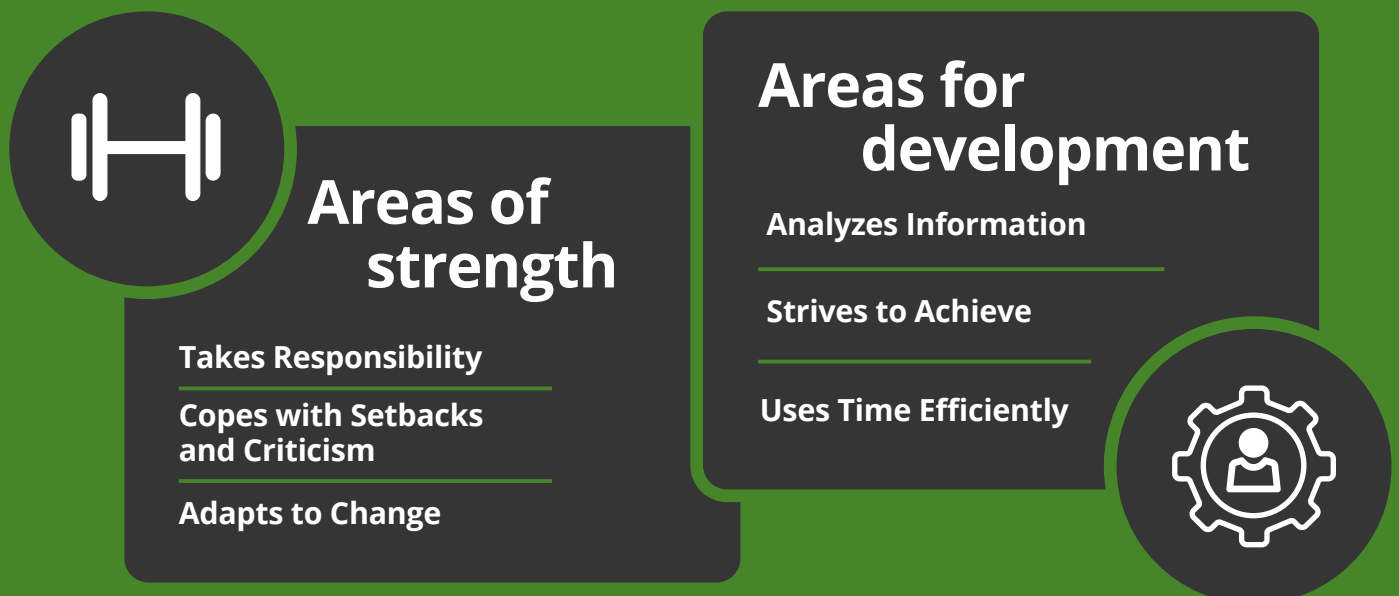 Areas of
strength
Takes Responsibility
Copes with Setbacks
and Criticism
Adapts to Change
Areas for
development
Analyzes Information
Strives to Achieve
Uses Time Efficiently